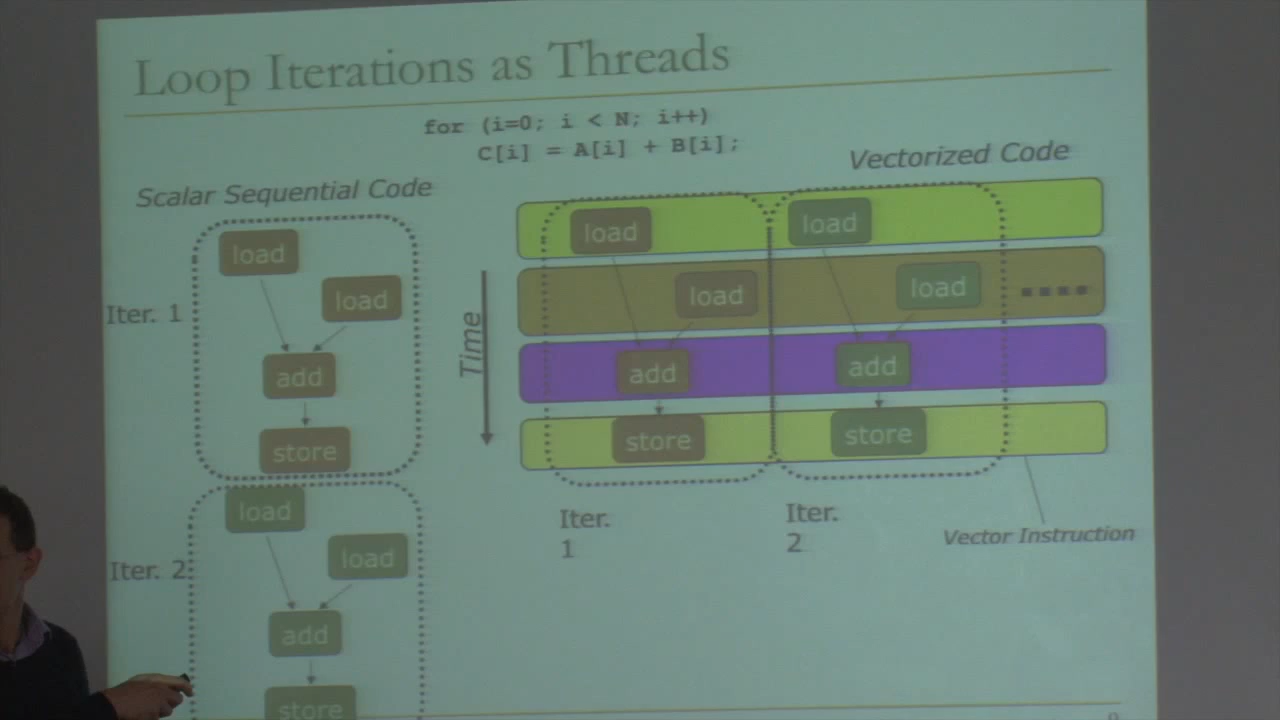 Loop Iterations as Threads
for (i=0; i < N; i++)
C[i] = A[i] + B[i];
Scalar Sequential Code
Vectorized Code
Iter. 1
load
load
add
store
Iter. 2
load
load
add
store
Time
load
load
load
load
add
add
store
store
Iter.
1
Iter.
2
Vector Instruction